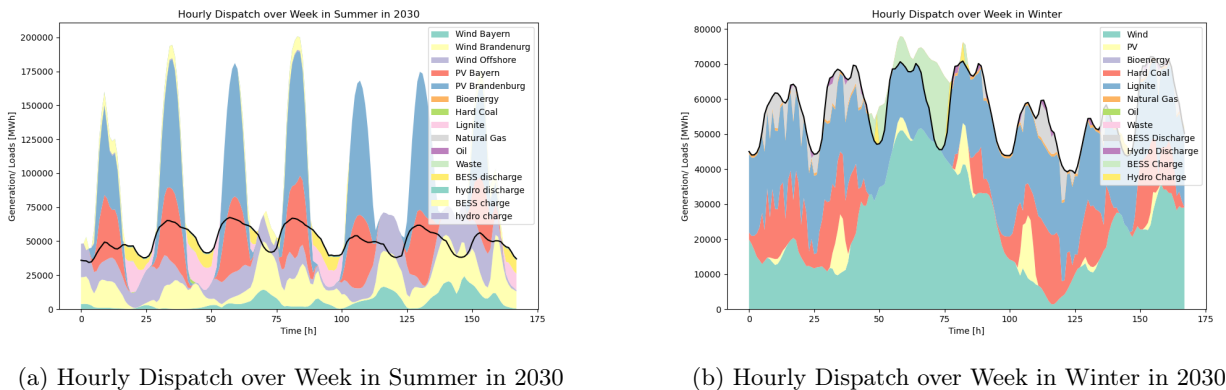 Hourly Dispatch over Week in Summer in 2030
Generation/ Loads [MWh]
200000
175000
150000
125000
100000
75000
50000
25000
0
Wind Bayern
Wind Brandenurg
Wind Offshore
PV Bayern
PV Brandenburg
Bioenergy
Hard Coal
Lignite
Natural Gas
Oil
Waste
BESS discharge
hydro discharge
BESS charge
hydro charge
0 25 50 75 100 125 150 175
Time [h]
(a) Hourly Dispatch over Week in Summer in 2030
Hourly Dispatch over Week in Winter
Generation/ Loads [MWh]
80000
70000
60000
50000
40000
30000
20000
10000
0
Wind
PV
Bioenergy
Hard Coal
Lignite
Natural Gas
Oil
Waste
BESS Discharge
Hydro Discharge
BESS Charge
Hydro Charge
0 25 50 75 100 125 150 175
Time [h]
(b) Hourly Dispatch over Week in Winter in 2030